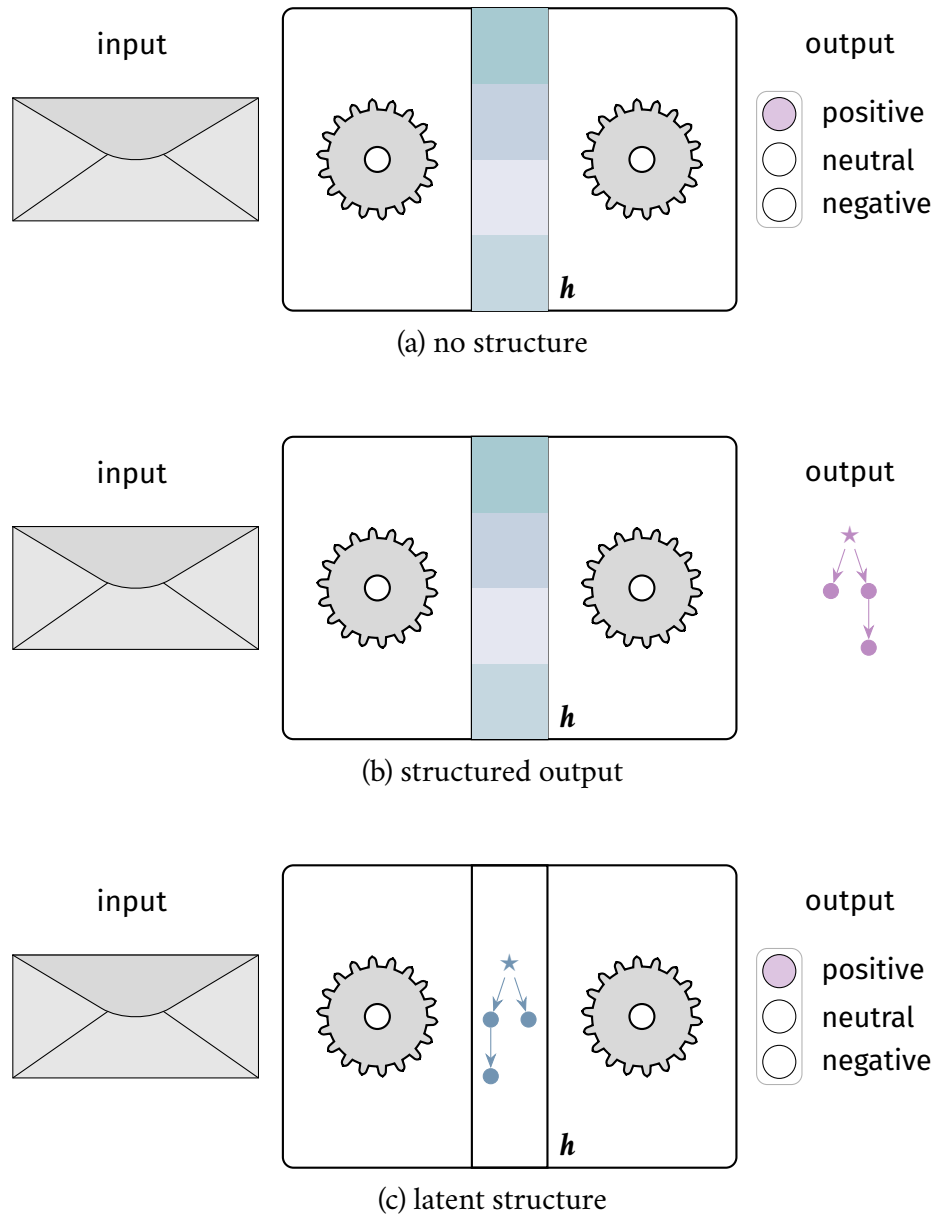 input
output
positive
neutral
negative
h
(a) no structure
input
output
h
(b) structured output
input
output
positive
neutral
negative
h
(c) latent structure